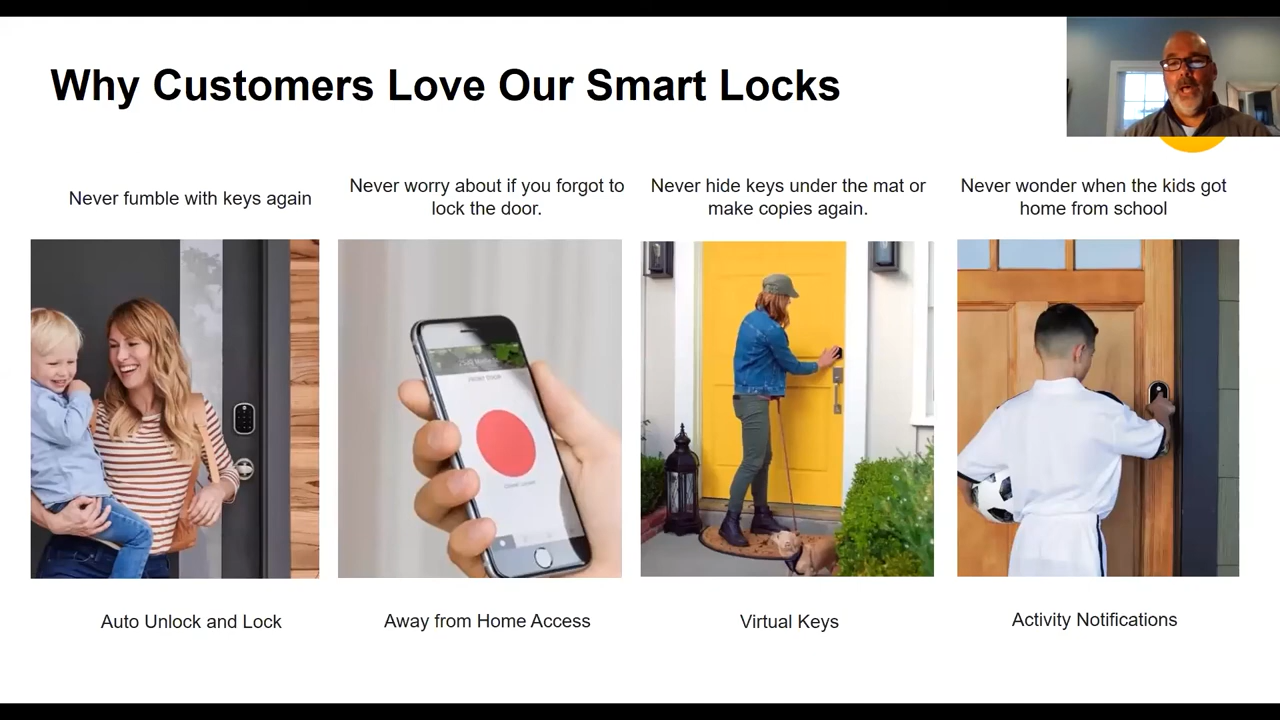 Why Customers Love Our Smart Locks
Never fumble with keys again
Never worry about if you forgot to
lock the door.
Never hide keys under the mat or
make copies again.
Never wonder when the kids got
home from school
Auto Unlock and Lock
Away from Home Access
Virtual Keys
Activity Notifications